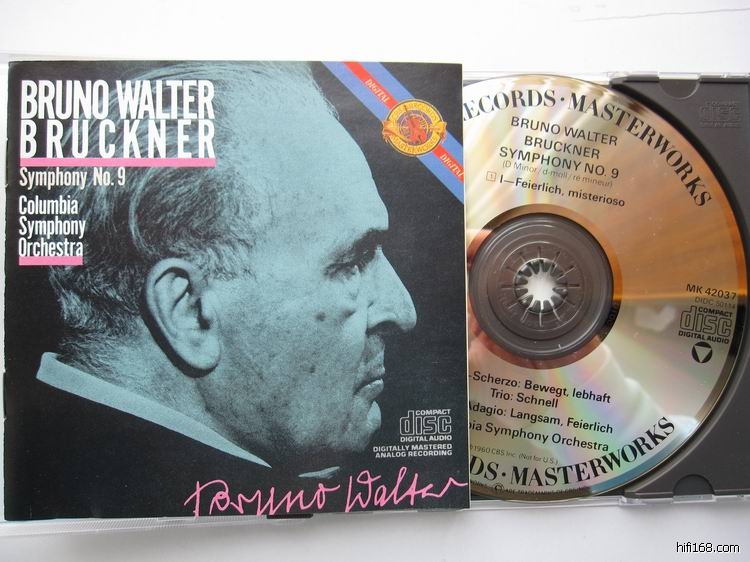 BRUNO WALTER
BRUCKNER
Symphony No. 9
Columbia
Symphony
Orchestra
DIGITAL
DIGITAL
COMPACT
disc
DIGITAL AUDIO
DIGITALLY MASTERED
ANALOG RECORDING
Bruno Walter
ECORDS · MASTERWORKS
BRUNO WALTER
BRUCKNER
SYMPHONY NO. 9
(D Minor/d-moll/ré mineur)
1 I—Feierlich, misterioso
MK 42037
COMPACT
disc
DIGITAL AUDIO
-Scherzo: Bewegt, lebhaft
Trio: Schnell
Adagio: Langsam, Feierlich
bia Symphony Orchestra
1960 CBS Inc. (Not for U.S.)
RDS · MASTERWORKS
hifi168.com